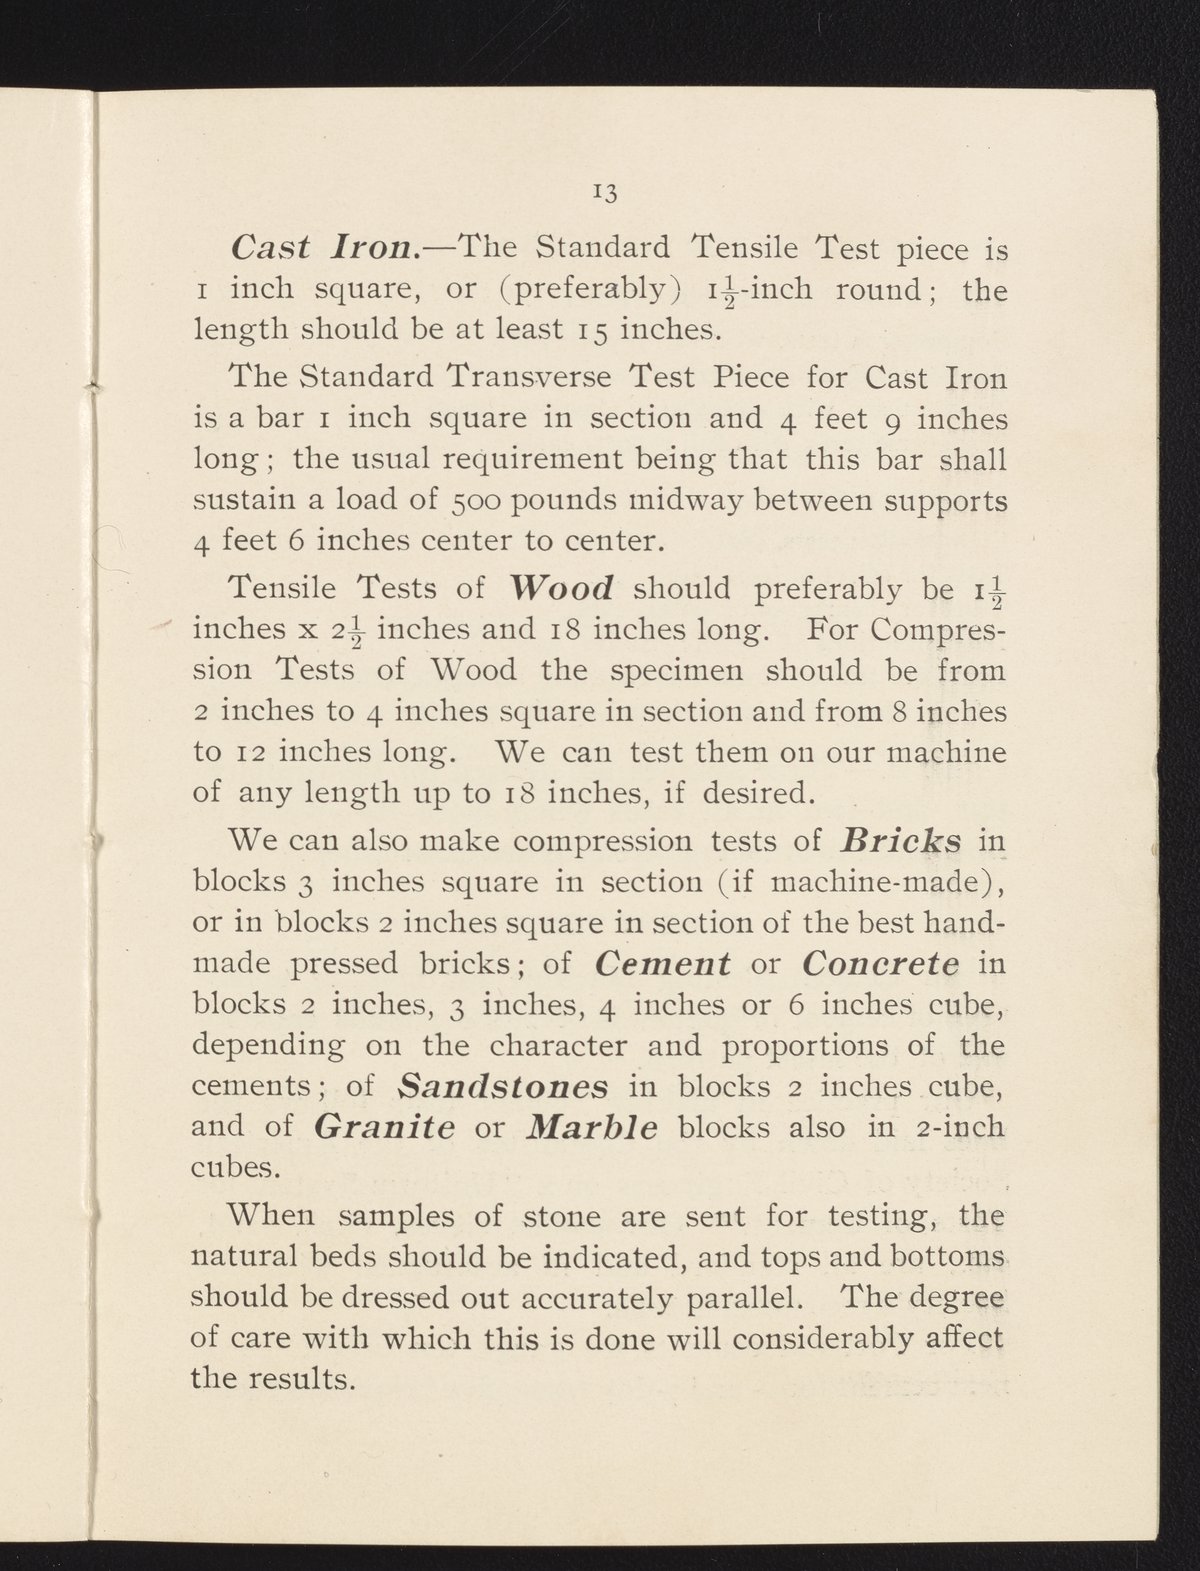 13
Cast Iron.—The Standard Tensile Test piece is
1 inch square, or (preferably) 1½-inch round; the
length should be at least 15 inches.
The Standard Transverse Test Piece for Cast Iron
is a bar 1 inch square in section and 4 feet 9 inches
long; the usual requirement being that this bar shall
sustain a load of 500 pounds midway between supports
4 feet 6 inches center to center.
Tensile Tests of Wood should preferably be 1½
inches x 2½ inches and 18 inches long. For Compres-
sion Tests of Wood the specimen should be from
2 inches to 4 inches square in section and from 8 inches
to 12 inches long. We can test them on our machine
of any length up to 18 inches, if desired.
We can also make compression tests of Bricks in
blocks 3 inches square in section (if machine-made),
or in blocks 2 inches square in section of the best hand-
made pressed bricks; of Cement or Concrete in
blocks 2 inches, 3 inches, 4 inches or 6 inches cube,
depending on the character and proportions of the
cements; of Sandstones in blocks 2 inches cube,
and of Granite or Marble blocks also in 2-inch
cubes.
When samples of stone are sent for testing, the
natural beds should be indicated, and tops and bottoms
should be dressed out accurately parallel. The degree
of care with which this is done will considerably affect
the results.